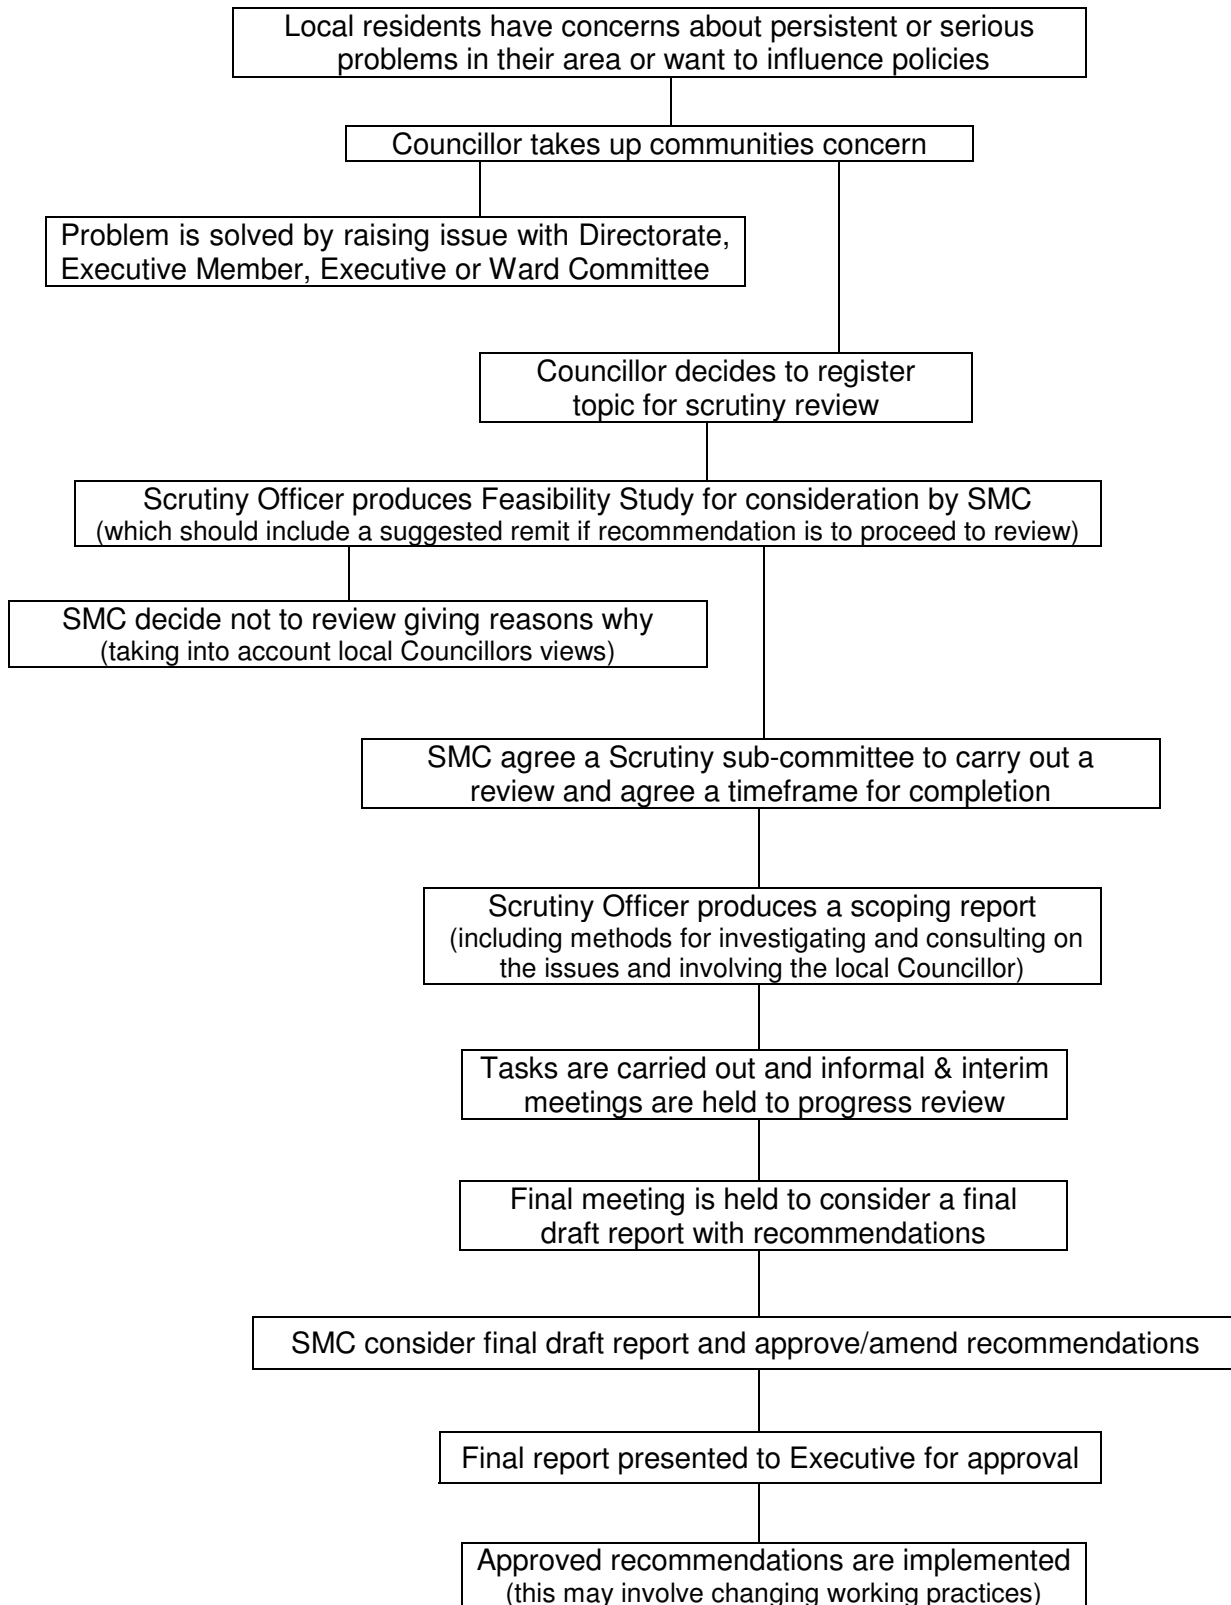 Local residents have concerns about persistent or serious
problems in their area or want to influence policies
Councillor takes up communities concern
Problem is solved by raising issue with Directorate,
Executive Member, Executive or Ward Committee
Councillor decides to register
topic for scrutiny review
Scrutiny Officer produces Feasibility Study for consideration by SMC
(which should include a suggested remit if recommendation is to proceed to review)
SMC decide not to review giving reasons why
(taking into account local Councillors views)
SMC agree a Scrutiny sub-committee to carry out a
review and agree a timeframe for completion
Scrutiny Officer produces a scoping report
(including methods for investigating and consulting on
the issues and involving the local Councillor)
Tasks are carried out and informal & interim
meetings are held to progress review
Final meeting is held to consider a final
draft report with recommendations
SMC consider final draft report and approve/amend recommendations
Final report presented to Executive for approval
Approved recommendations are implemented
(this may involve changing working practices)